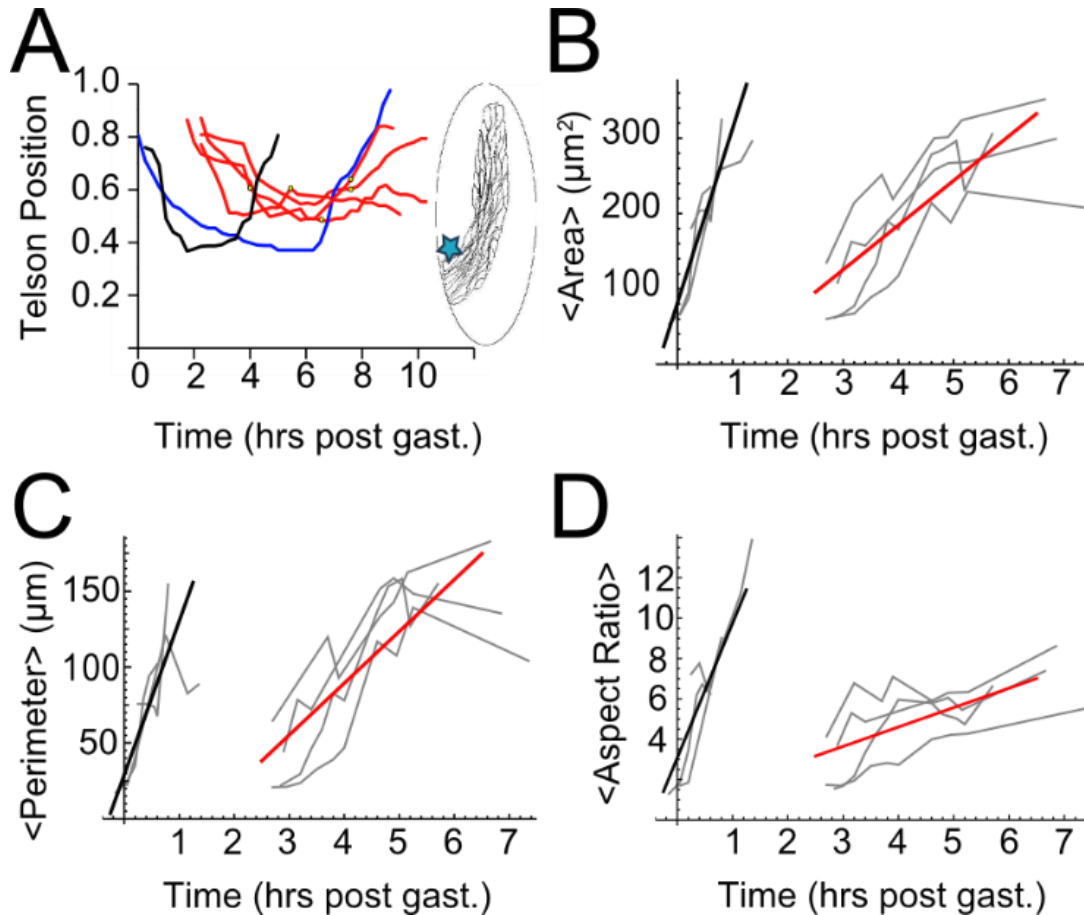 A
Telson Position
1.0
0.8
0.6
0.4
0.2
0 2 4 6 8 10
Time (hrs post gast.)
B
<Area> (µm²)
300
200
100
1 2 3 4 5 6 7
Time (hrs post gast.)
C
<Perimeter> (µm)
150
100
50
1 2 3 4 5 6 7
Time (hrs post gast.)
D
<Aspect Ratio>
12
10
8
6
4
1 2 3 4 5 6 7
Time (hrs post gast.)